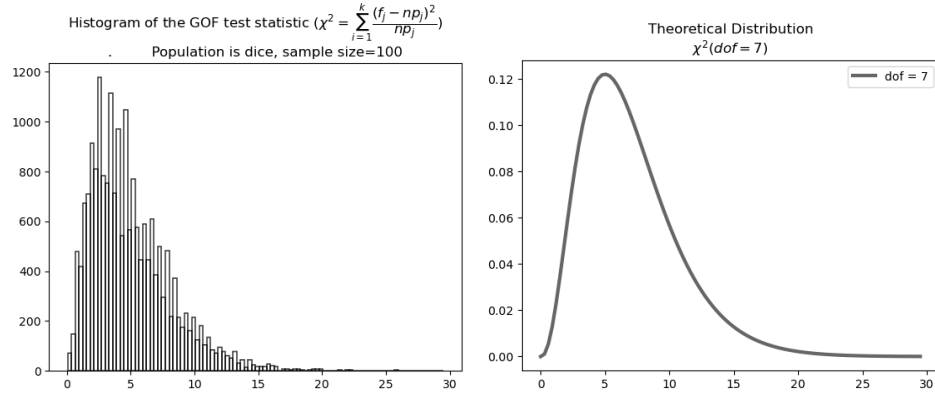 Histogram of the GOF test statistic (χ² = ∑_{i=1}^{k} (f_j − np_j)² / np_j)
. Population is dice, sample size=100
1200
1000
800
600
400
200
0
0 5 10 15 20 25 30
Theoretical Distribution
χ²(dof = 7)
dof = 7
0.12
0.10
0.08
0.06
0.04
0.02
0.00
0 5 10 15 20 25 30